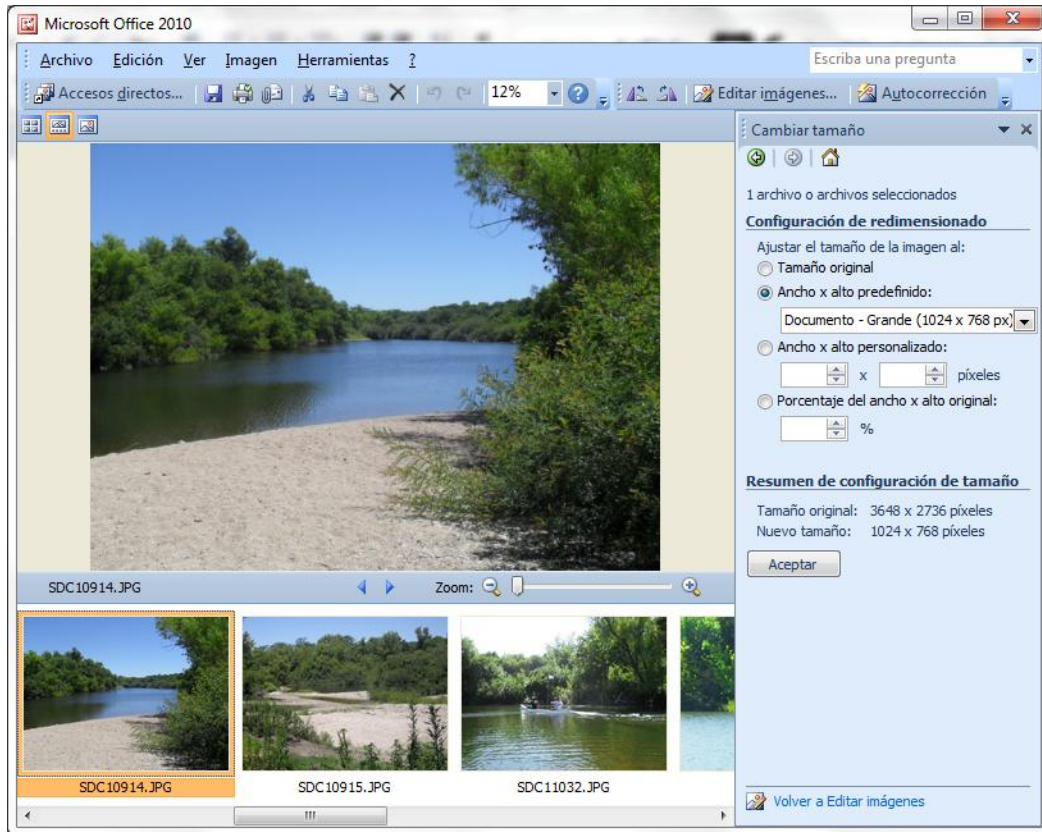 Microsoft Office 2010
Archivo Edición Ver Imagen Herramientas ?
Escriba una pregunta
Accesos directos... 12% Editar imágenes... Autocorrección
Cambiar tamaño
1 archivo o archivos seleccionados
Configuración de redimensionado
Ajustar el tamaño de la imagen al:
Tamaño original
Ancho x alto predefinido:
Documento - Grande (1024 x 768 px)
Ancho x alto personalizado:
x píxeles
Porcentaje del ancho x alto original:
%
Resumen de configuración de tamaño
Tamaño original: 3648 x 2736 píxeles
Nuevo tamaño: 1024 x 768 píxeles
Aceptar
SDC10914.JPG Zoom:
SDC10914.JPG SDC10915.JPG SDC11032.JPG
Volver a Editar imágenes